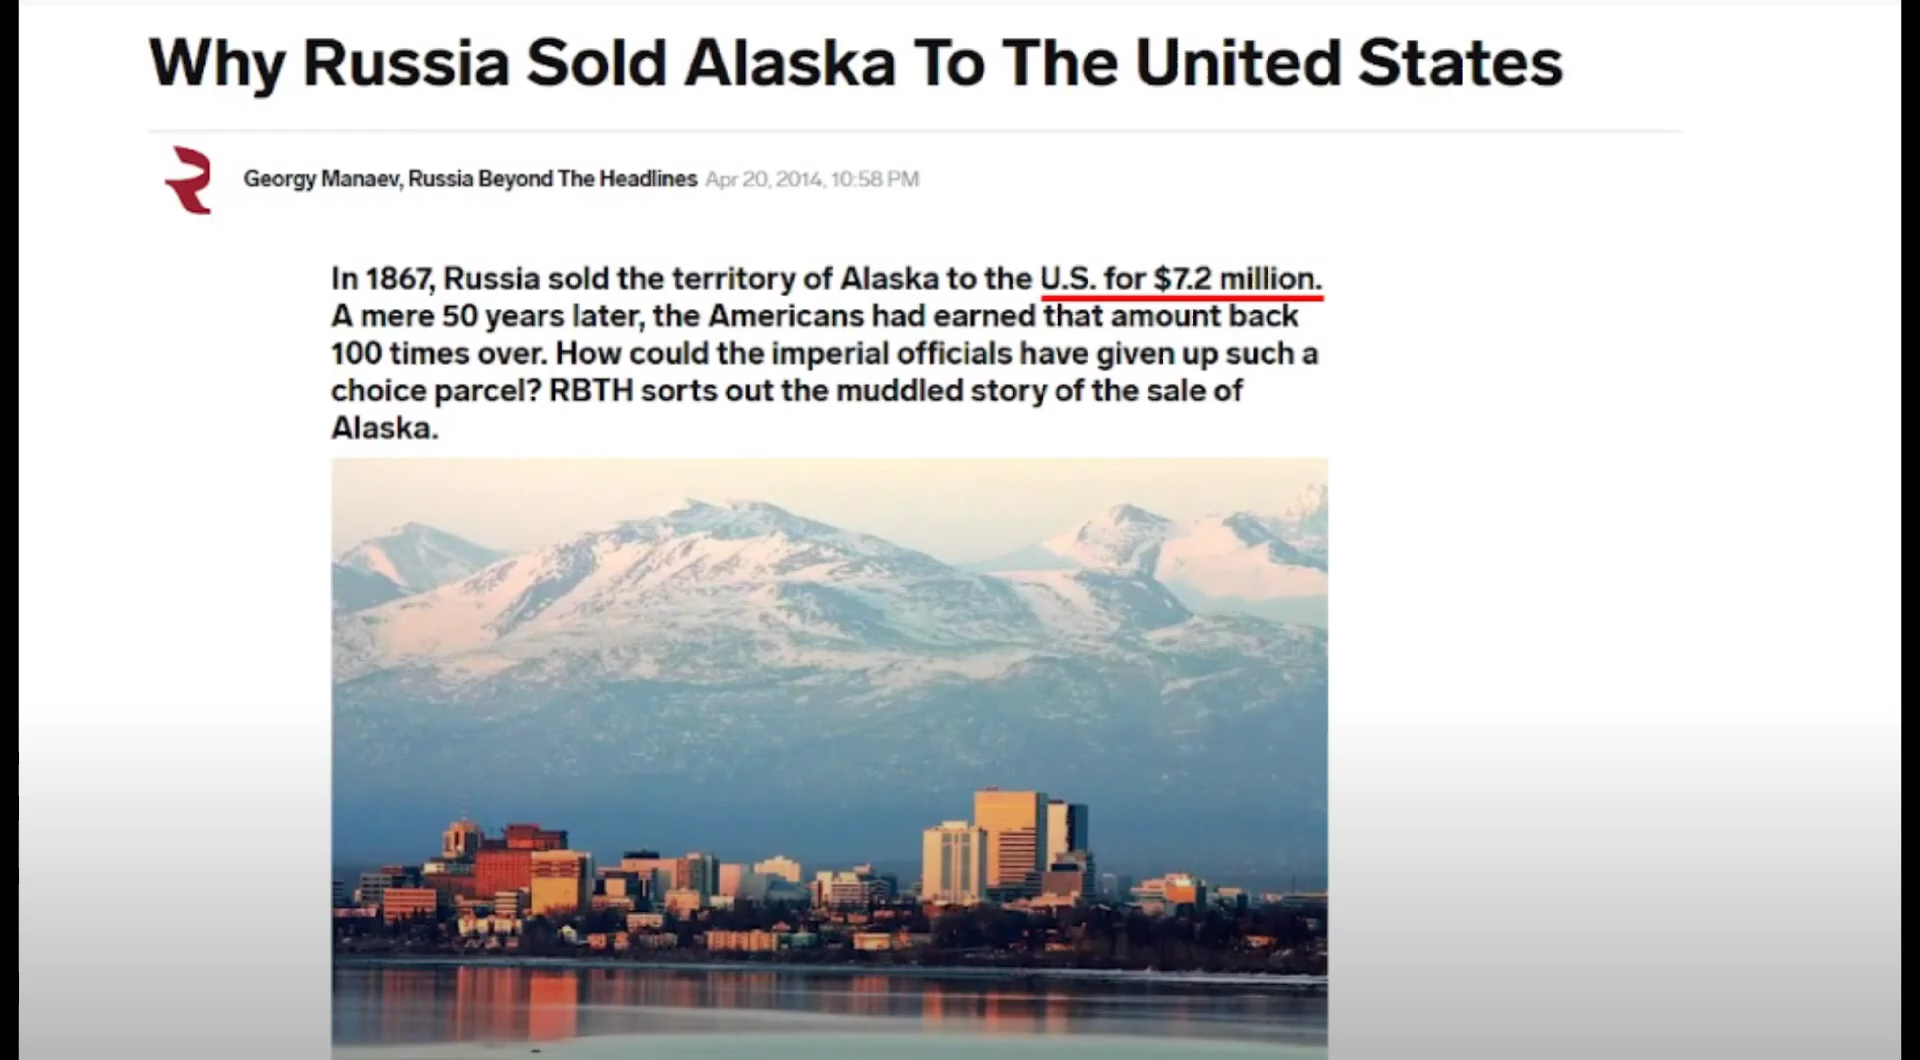 Why Russia Sold Alaska To The United States
Georgy Manaev, Russia Beyond The Headlines Apr 20, 2014, 10:58 PM
In 1867, Russia sold the territory of Alaska to the U.S. for $7.2 million.
A mere 50 years later, the Americans had earned that amount back
100 times over. How could the imperial officials have given up such a
choice parcel? RBTH sorts out the muddled story of the sale of
Alaska.